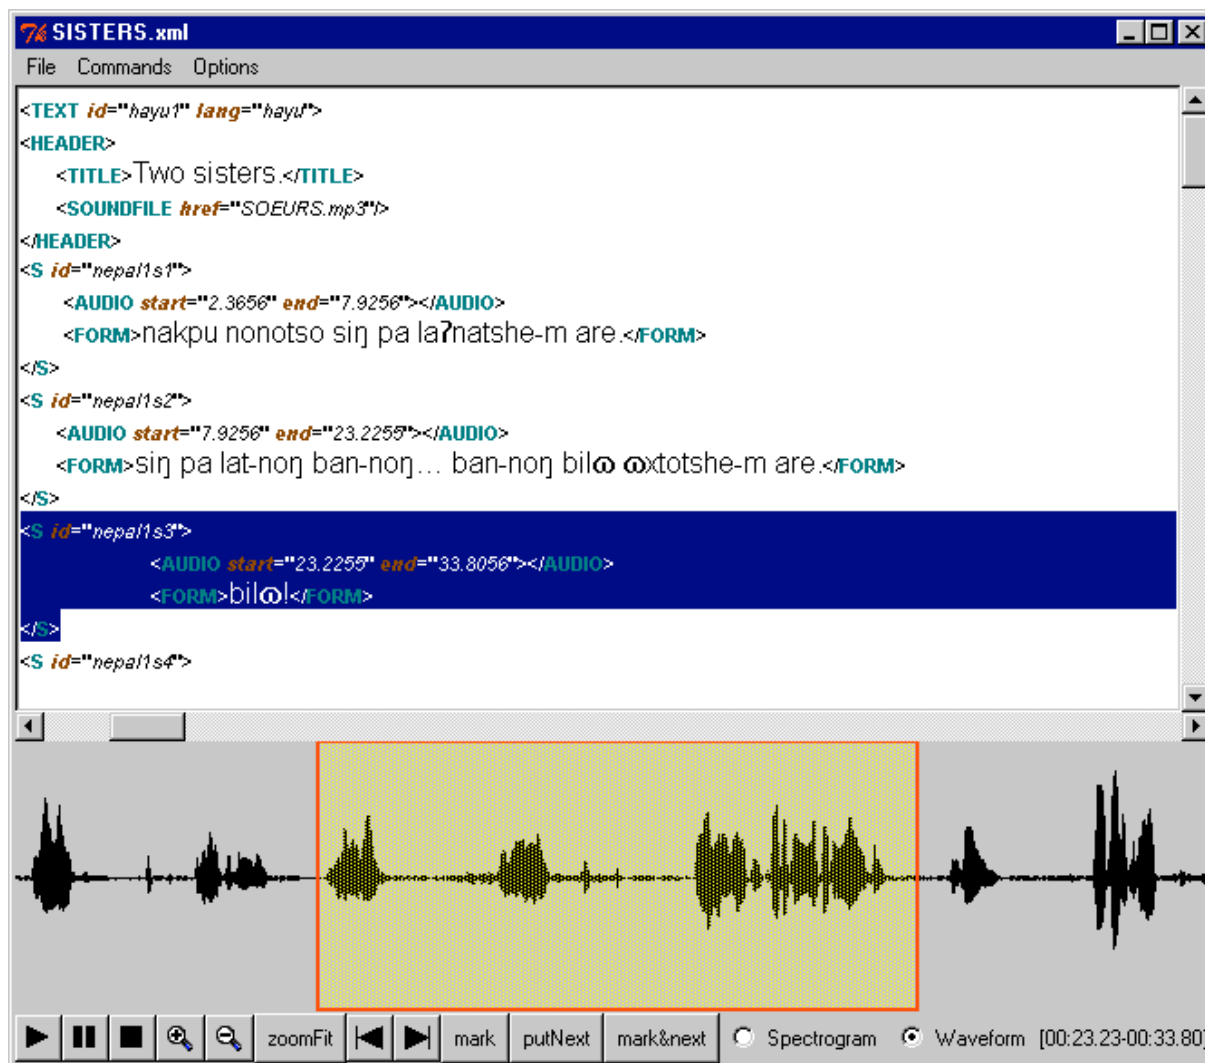 SISTERS.xml
File Commands Options
<TEXT id="hayu1" lang="hayu">
<HEADER>
<TITLE>Two sisters.</TITLE>
<SOUNDFILE href="SOEURS.mp3"/>
</HEADER>
<S id="nepal1s1">
<AUDIO start="2.3656" end="7.9256"></AUDIO>
<FORM>nakpu nonotso siŋ pa laʔnatshe-m are.</FORM>
</S>
<S id="nepal1s2">
<AUDIO start="7.9256" end="23.2255"></AUDIO>
<FORM>siŋ pa lat-noŋ ban-noŋ... ban-noŋ bilɷ ɷxtotshe-m are.</FORM>
</S>
<S id="nepal1s3">
<AUDIO start="23.2255" end="33.8056"></AUDIO>
<FORM>bilɷ!</FORM>
</S>
<S id="nepal1s4">
zoomFit mark putNext mark&next Spectrogram Waveform [00:23.23-00:33.80]